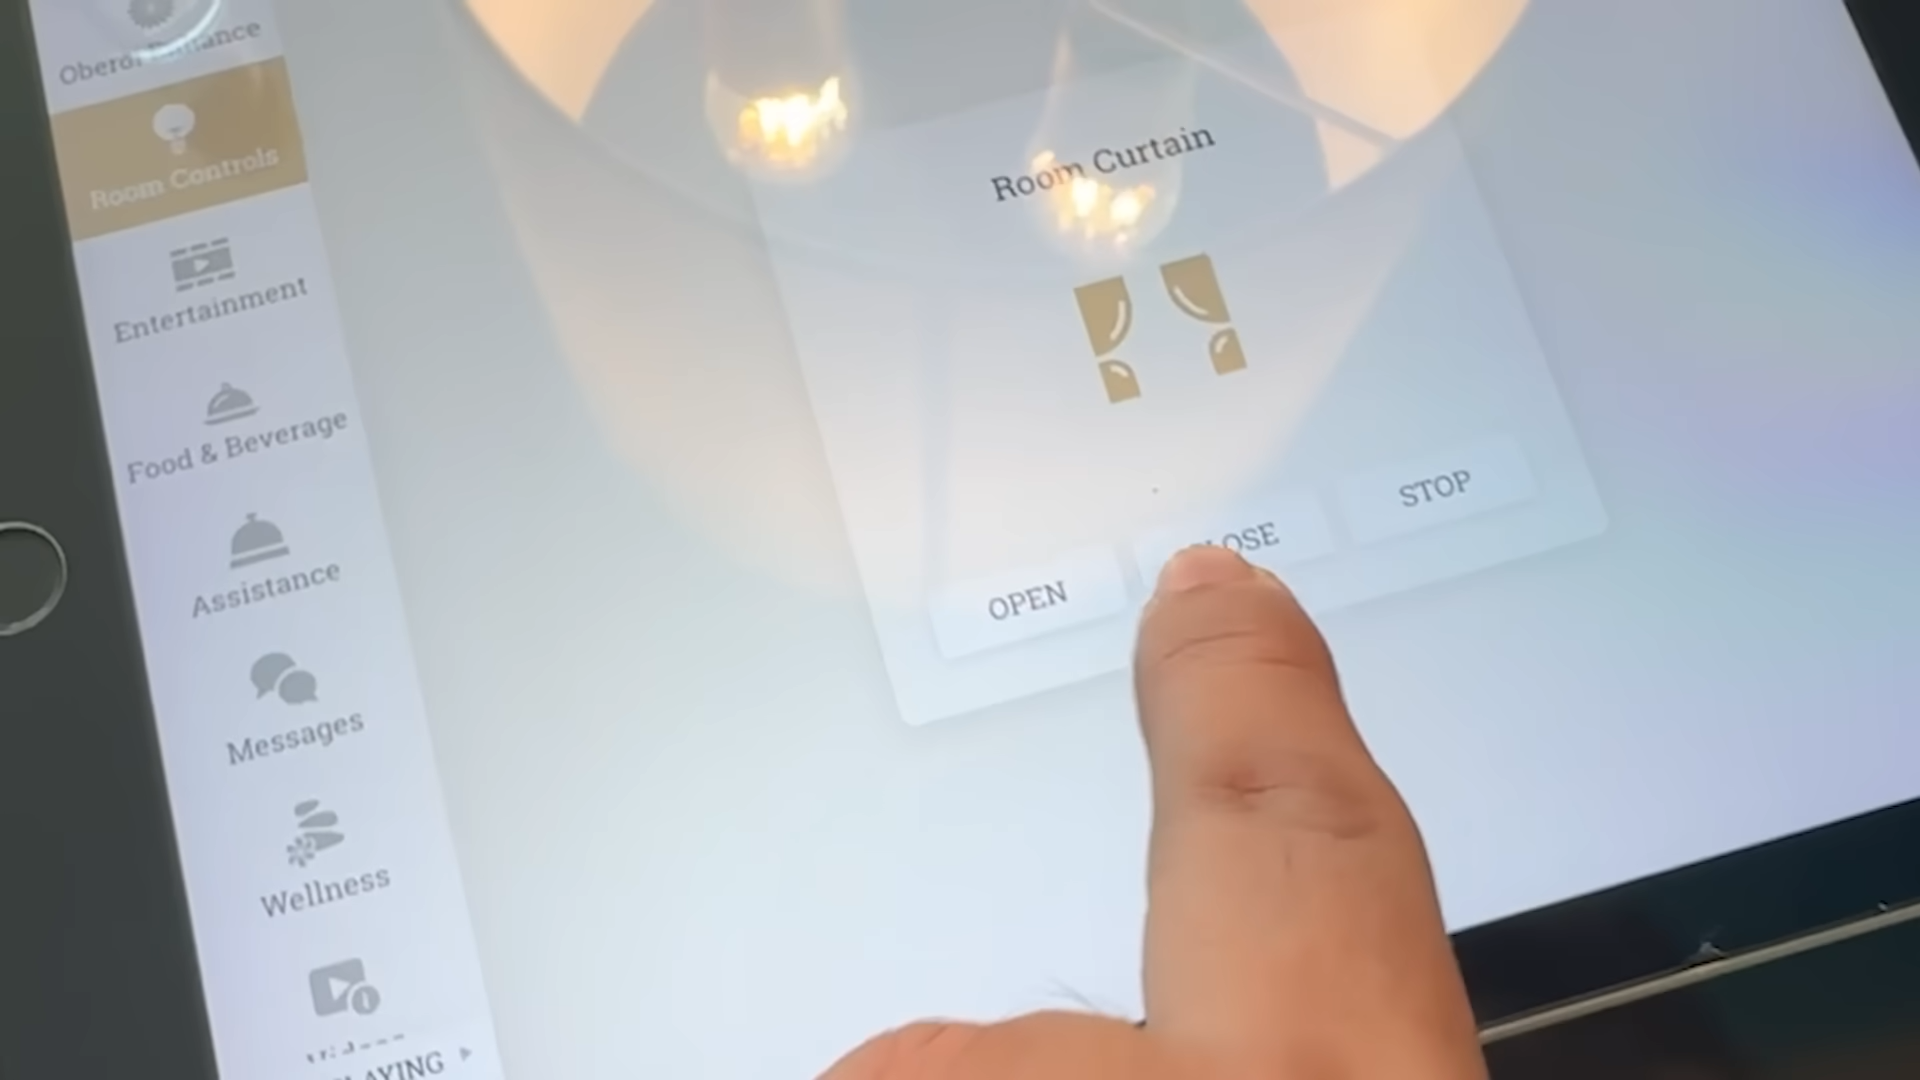 Room Controls
Entertainment
Food & Beverage
Assistance
Messages
Wellness
Room Curtain
OPEN
STOP